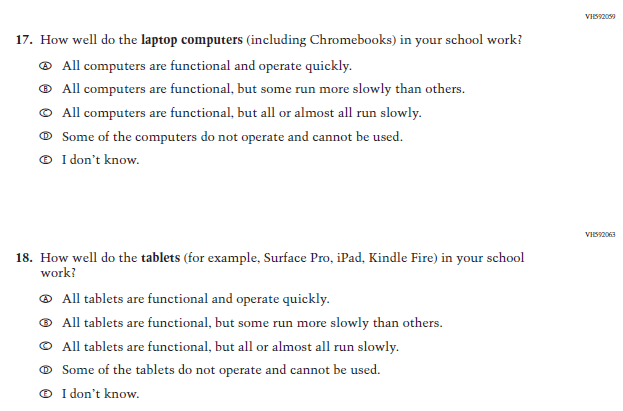 VH592059
17. How well do the laptop computers (including Chromebooks) in your school work?
A All computers are functional and operate quickly.
B All computers are functional, but some run more slowly than others.
C All computers are functional, but all or almost all run slowly.
D Some of the computers do not operate and cannot be used.
E I don't know.
VH592063
18. How well do the tablets (for example, Surface Pro, iPad, Kindle Fire) in your school
work?
A All tablets are functional and operate quickly.
B All tablets are functional, but some run more slowly than others.
C All tablets are functional, but all or almost all run slowly.
D Some of the tablets do not operate and cannot be used.
E I don't know.